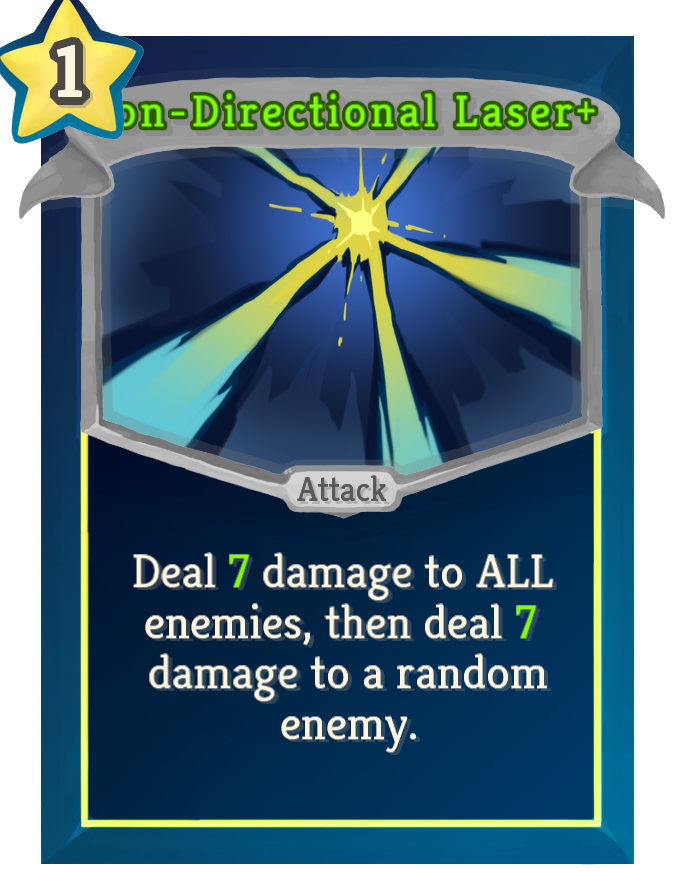 1
on-Directional Laser+
Attack
Deal 7 damage to ALL
enemies, then deal 7
damage to a random
enemy.